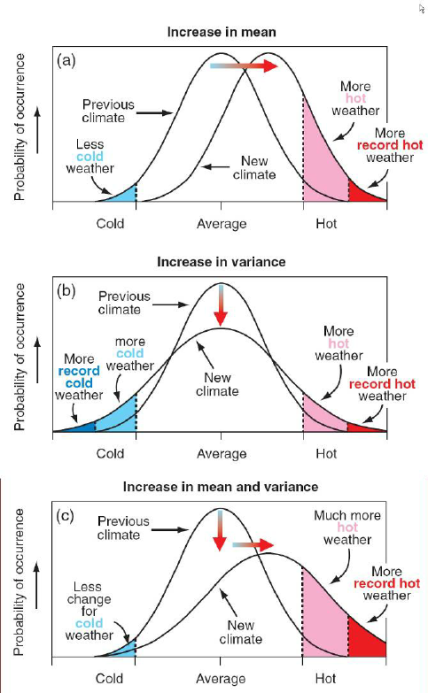 Increase in mean
(a)
Probability of occurrence
Previous
climate
Less
cold
weather
New
climate
More
hot
weather
More
record hot
weather
Cold
Average
Hot
Increase in variance
(b)
Probability of occurrence
Previous
climate
More
record
cold
weather
more
cold
weather
New
climate
More
hot
weather
More
record hot
weather
Cold
Average
Hot
Increase in mean and variance
(c)
Probability of occurrence
Previous
climate
Less
change
for
cold
weather
New
climate
Much more
hot
weather
More
record hot
weather
Cold
Average
Hot